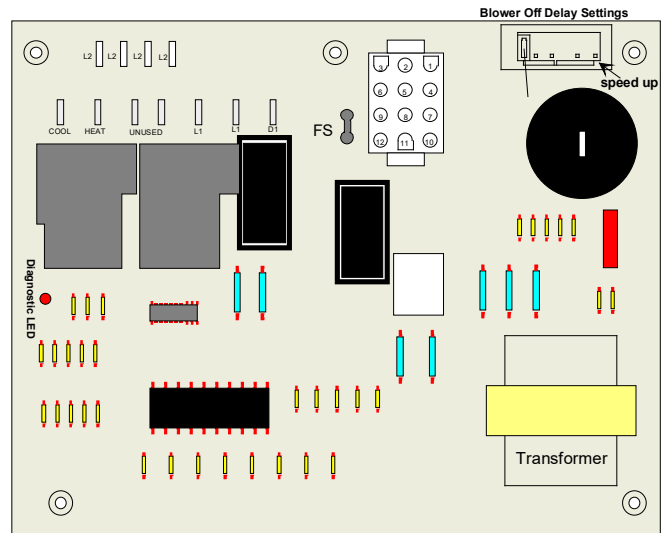 Blower Off Delay Settings
speed up
L2 L2 L2 L2
COOL HEAT UNUSED L1 L1 D1
FS
3 2 1
6 5 4
9 8 7
12 11 10
Diagnostic LED
Transformer